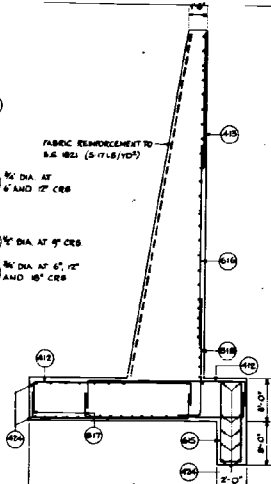 1'-0"
FABRIC REINFORCEMENT TO
B.S. 1221 (5·17 LB/YD²)
413
¾" DIA. AT
6" AND 12" CRS
½" DIA AT 9" CRS
¾" DIA AT 6", 12"
AND 18" CRS
616
618
412
412
424
617
615
424
2'-0"